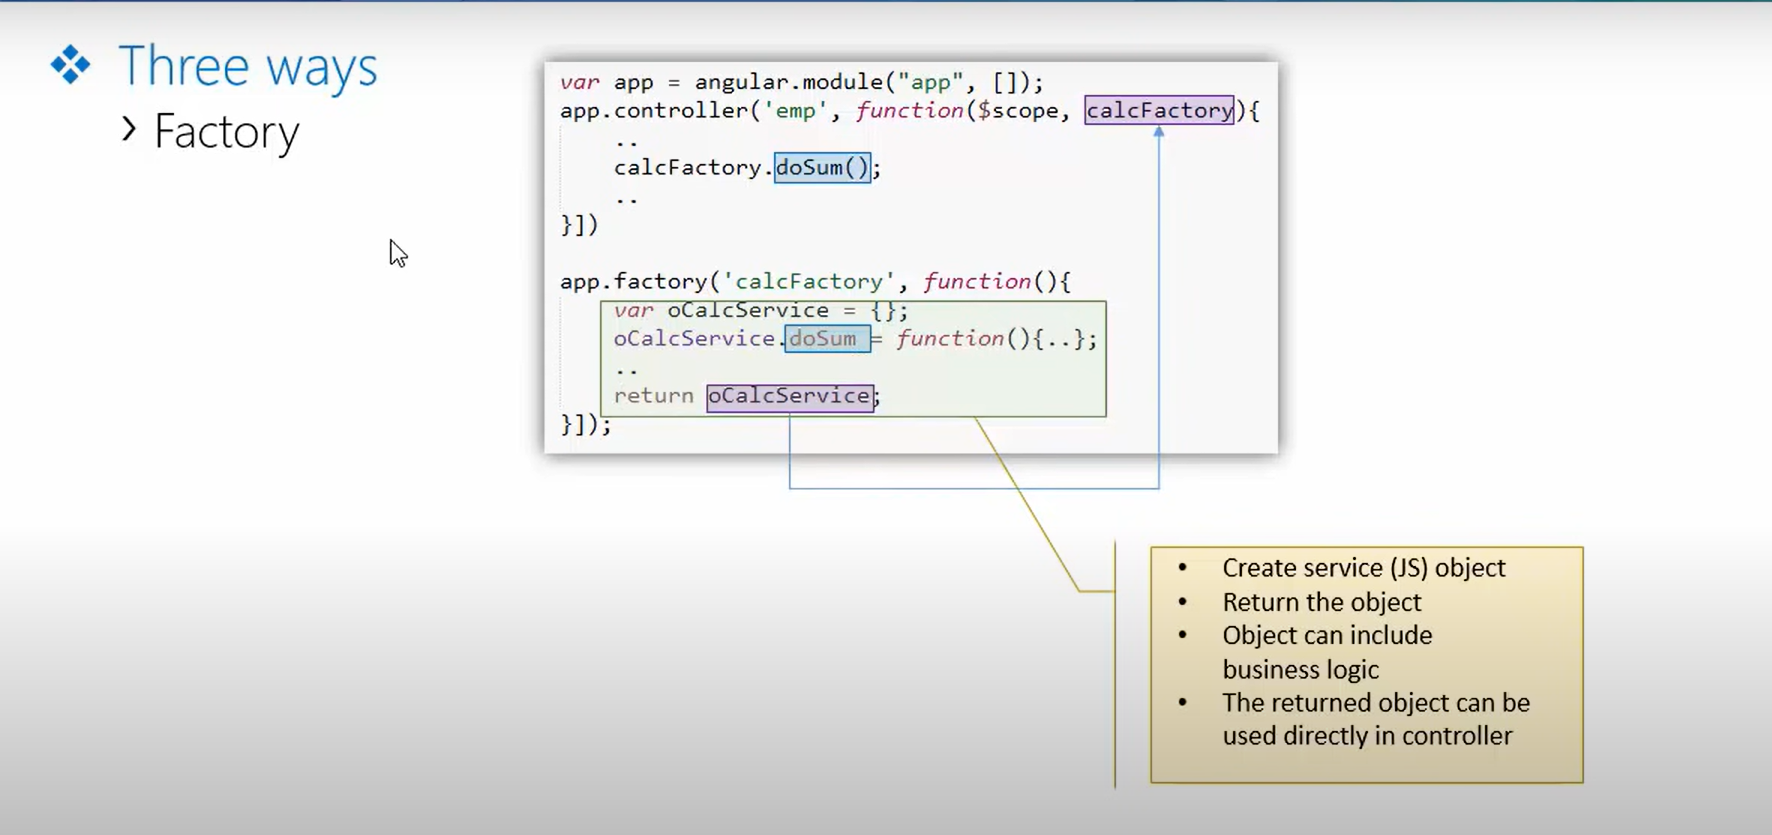 Three ways
Factory
var app = angular.module("app", []);
app.controller('emp', function($scope, calcFactory){
..
calcFactory.doSum();
..
}])
app.factory('calcFactory', function(){
var oCalcService = {};
oCalcService.doSum = function(){..};
..
return oCalcService;
}]);
• Create service (JS) object
• Return the object
• Object can include
business logic
• The returned object can be
used directly in controller